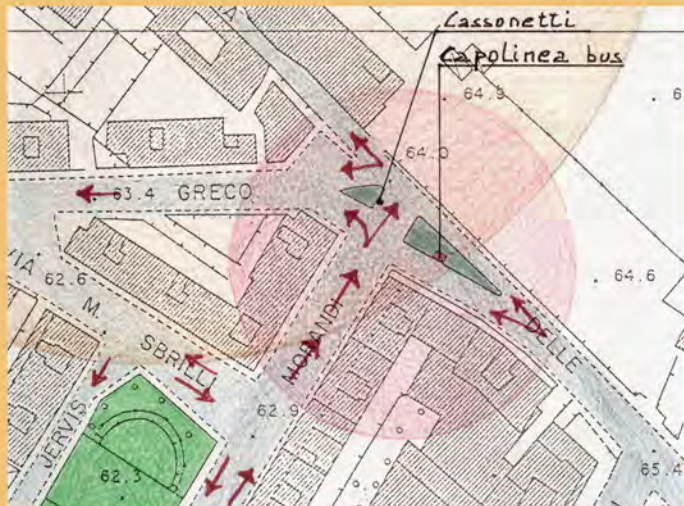 Cassonetti
Capolinea bus
64.9
6
64.0
63.4 GRECO
64.6
VIA M. SBRILLI
62.6
MORANDI
DELLE
62.9
JERVIS
62.3
65.4